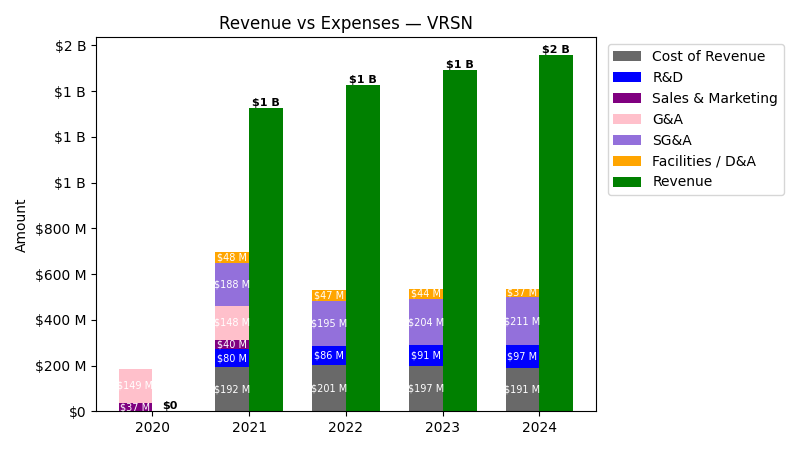 Revenue vs Expenses — VRSN
Amount
$2 B
$1 B
$1 B
$1 B
$800 M
$600 M
$400 M
$200 M
$0
$149 M
$37 M
$0
$48 M
$188 M
$148 M
$40 M
$80 M
$192 M
$1 B
$47 M
$195 M
$86 M
$201 M
$1 B
$44 M
$204 M
$91 M
$197 M
$1 B
$37 M
$211 M
$97 M
$191 M
$2 B
2020
2021
2022
2023
2024
Cost of Revenue
R&D
Sales & Marketing
G&A
SG&A
Facilities / D&A
Revenue